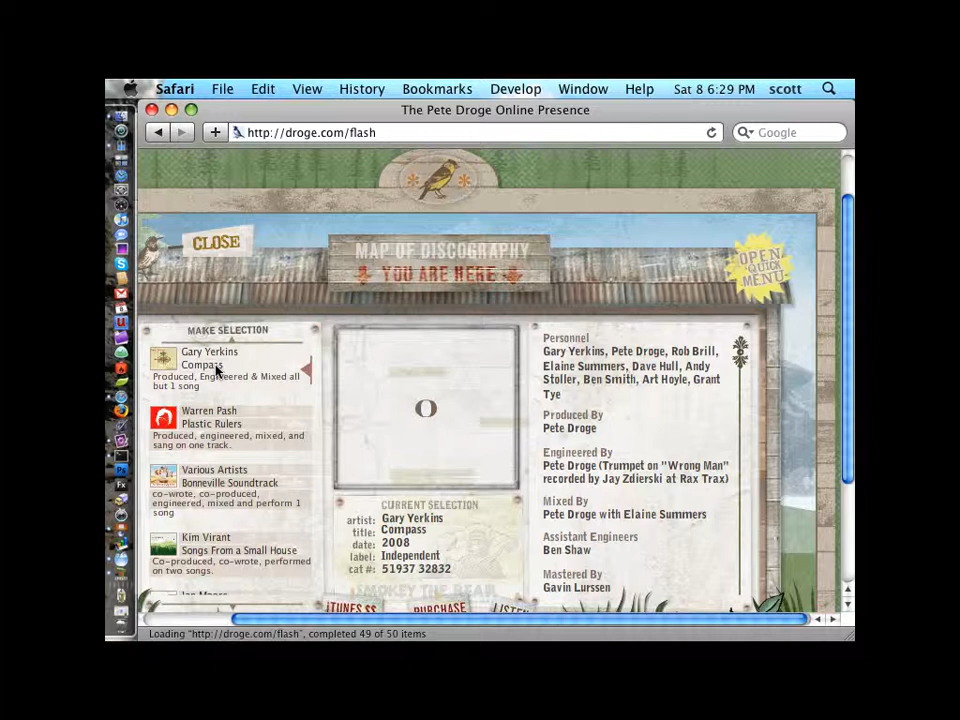 Safari File Edit View History Bookmarks Develop Window Help Sat 8 6:29 PM scott
The Pete Droge Online Presence
http://droge.com/flash
Google
CLOSE
MAP OF DISCOGRAPHY
YOU ARE HERE
OPEN
QUICK
MENU
MAKE SELECTION
Gary Yerkins
Compass
Produced, Engineered & Mixed all
but 1 song
Warren Pash
Plastic Rulers
Produced, engineered, mixed, and
sang on one track.
Various Artists
Bonneville Soundtrack
co-wrote, co-produced,
engineered, mixed and perform 1
song
Kim Virant
Songs From a Small House
Co-produced, co-wrote, performed
on two songs.
O
CURRENT SELECTION
artist: Gary Yerkins
title: Compass
date: 2008
label: Independent
cat #: 51937 32832
SMOKEY THE BEAR
ITUNES
PURCHASE
LISTEN
Personnel
Gary Yerkins, Pete Droge, Rob Brill,
Elaine Summers, Dave Hull, Andy
Stoller, Ben Smith, Art Hoyle, Grant
Tye
Produced By
Pete Droge
Engineered By
Pete Droge (Trumpet on "Wrong Man"
recorded by Jay Zdierski at Rax Trax)
Mixed By
Pete Droge with Elaine Summers
Assistant Engineers
Ben Shaw
Mastered By
Gavin Lurssen
Loading "http://droge.com/flash", completed 49 of 50 items